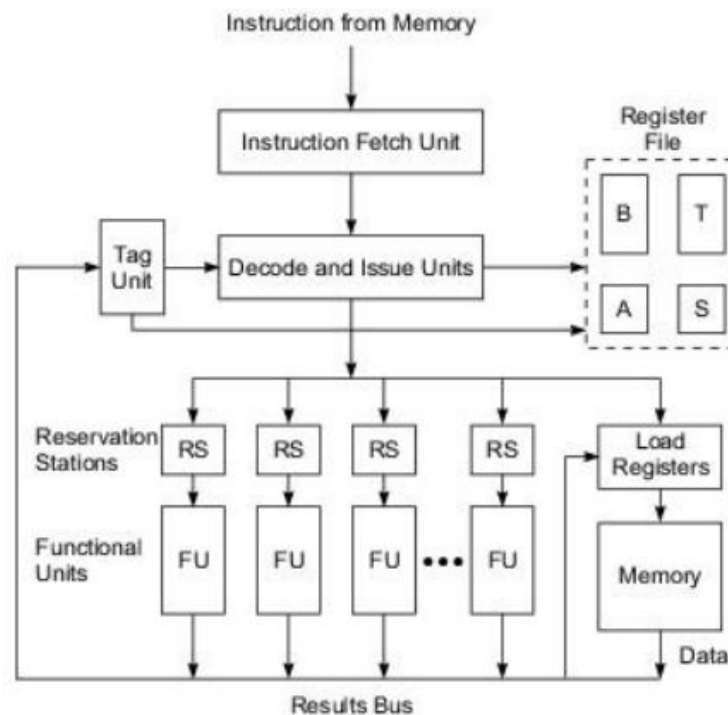 Instruction from Memory
Instruction Fetch Unit
Register
File
B
T
Tag
Unit
Decode and Issue Units
A
S
Reservation
Stations
RS
RS
RS
RS
Load
Registers
Functional
Units
FU
FU
FU
•••
FU
Memory
Data
Results Bus